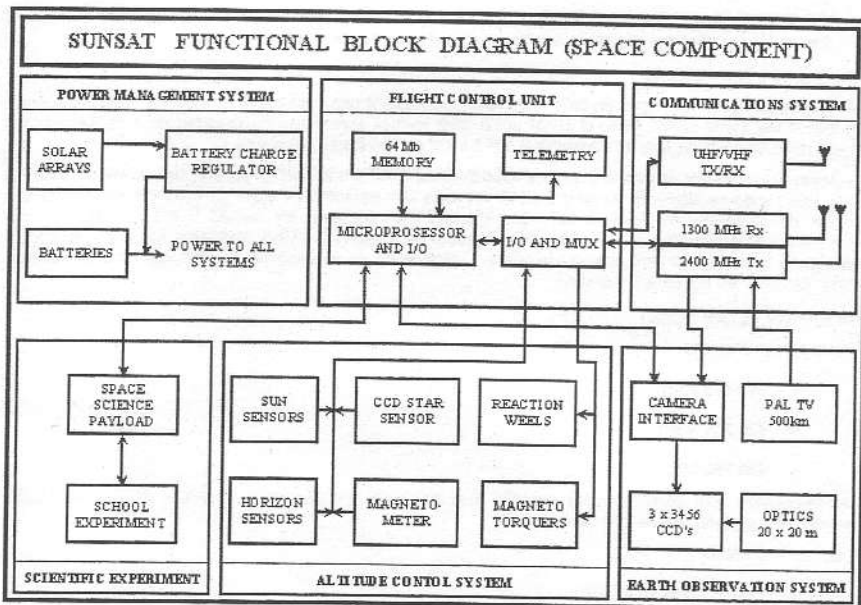 SUNSAT FUNCTIONAL BLOCK DIAGRAM (SPACE COMPONENT)
POWER MANAGEMENT SYSTEM
SOLAR
ARRAYS
BATTERY CHARGE
REGULATOR
BATTERIES
POWER TO ALL
SYSTEMS
FLIGHT CONTROL UNIT
64Mb
MEMORY
TELEMETRY
MICROPROSESSOR
AND I/O
I/O AND MUX
COMMUNICATIONS SYSTEM
UHF/VHF
TX/RX
1300 MHz Rx
2400 MHz Tx
SPACE
SCIENCE
PAYLOAD
SCHOOL
EXPERIMENT
SCIENTIFIC EXPERIMENT
SUN
SENSORS
CCD STAR
SENSOR
REACTION
WEELS
HORIZON
SENSORS
MAGNETO-
METER
MAGNETO
TORQUERS
ALTITUDE CONTOL SYSTEM
CAMERA
INTERFACE
PAL TV
500km
3 x 3456
CCD's
OPTICS
20 x 20 m
EARTH OBSERVATION SYSTEM